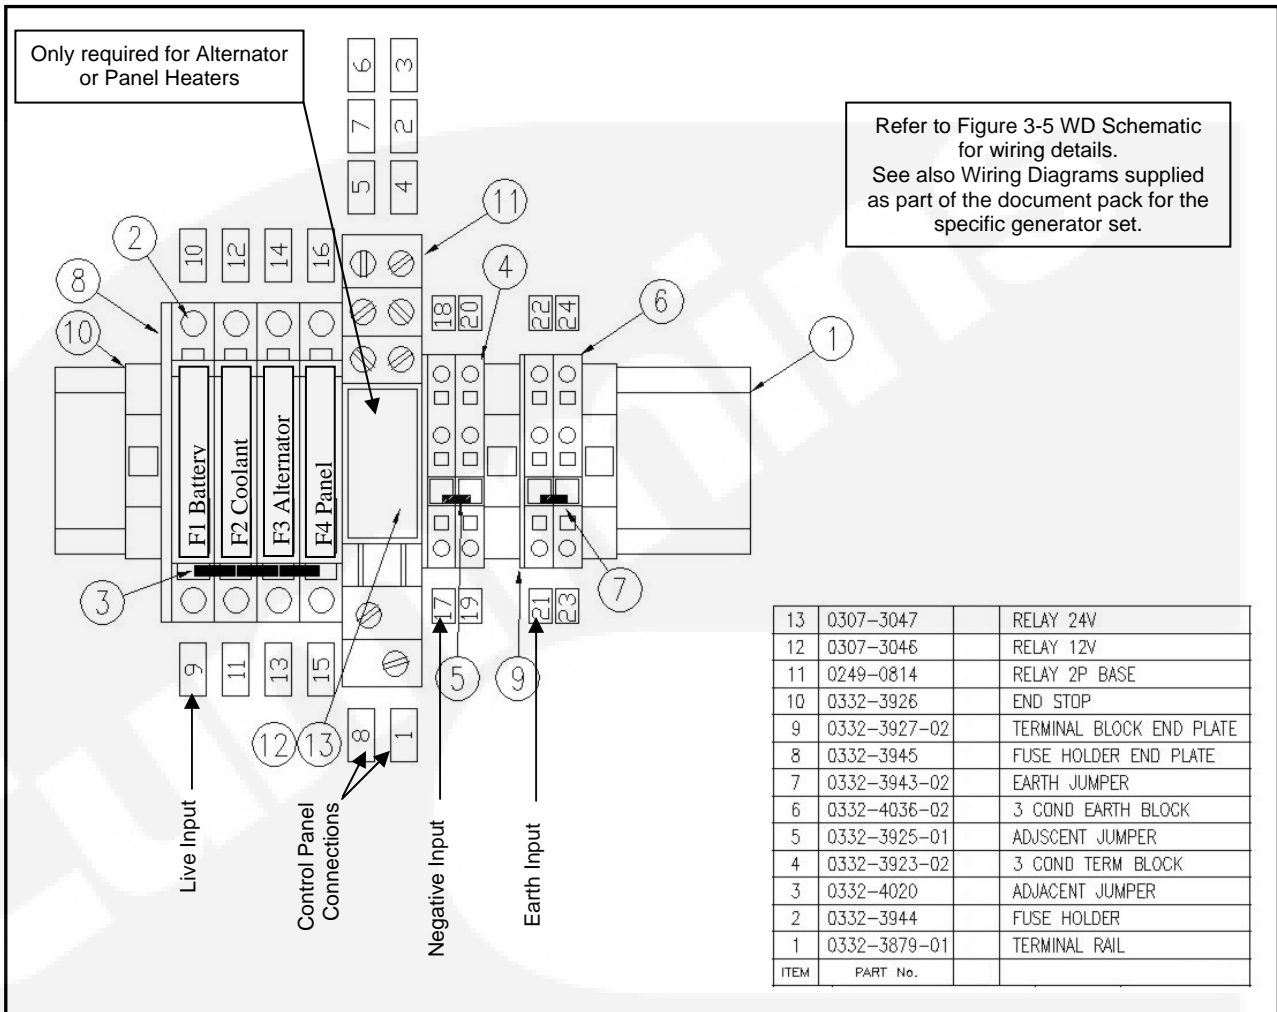 Only required for Alternator
or Panel Heaters
Refer to Figure 3-5 WD Schematic
for wiring details.
See also Wiring Diagrams supplied
as part of the document pack for the
specific generator set.
6 3
7 2
5 4
11
2
10 12 14 16
4
8
18 20
22 24
6
10
1
F1 Battery
F2 Coolant
F3 Alternator
F4 Panel
3
7
17 19
21 23
9 11 13 15
5
9
12 13
8 1
Live Input
Control Panel
Connections
Negative Input
Earth Input
13 0307-3047 RELAY 24V
12 0307-3046 RELAY 12V
11 0249-0814 RELAY 2P BASE
10 0332-3926 END STOP
9 0332-3927-02 TERMINAL BLOCK END PLATE
8 0332-3945 FUSE HOLDER END PLATE
7 0332-3943-02 EARTH JUMPER
6 0332-4036-02 3 COND EARTH BLOCK
5 0332-3925-01 ADJSCENT JUMPER
4 0332-3923-02 3 COND TERM BLOCK
3 0332-4020 ADJACENT JUMPER
2 0332-3944 FUSE HOLDER
1 0332-3879-01 TERMINAL RAIL
ITEM PART No.
Cummins